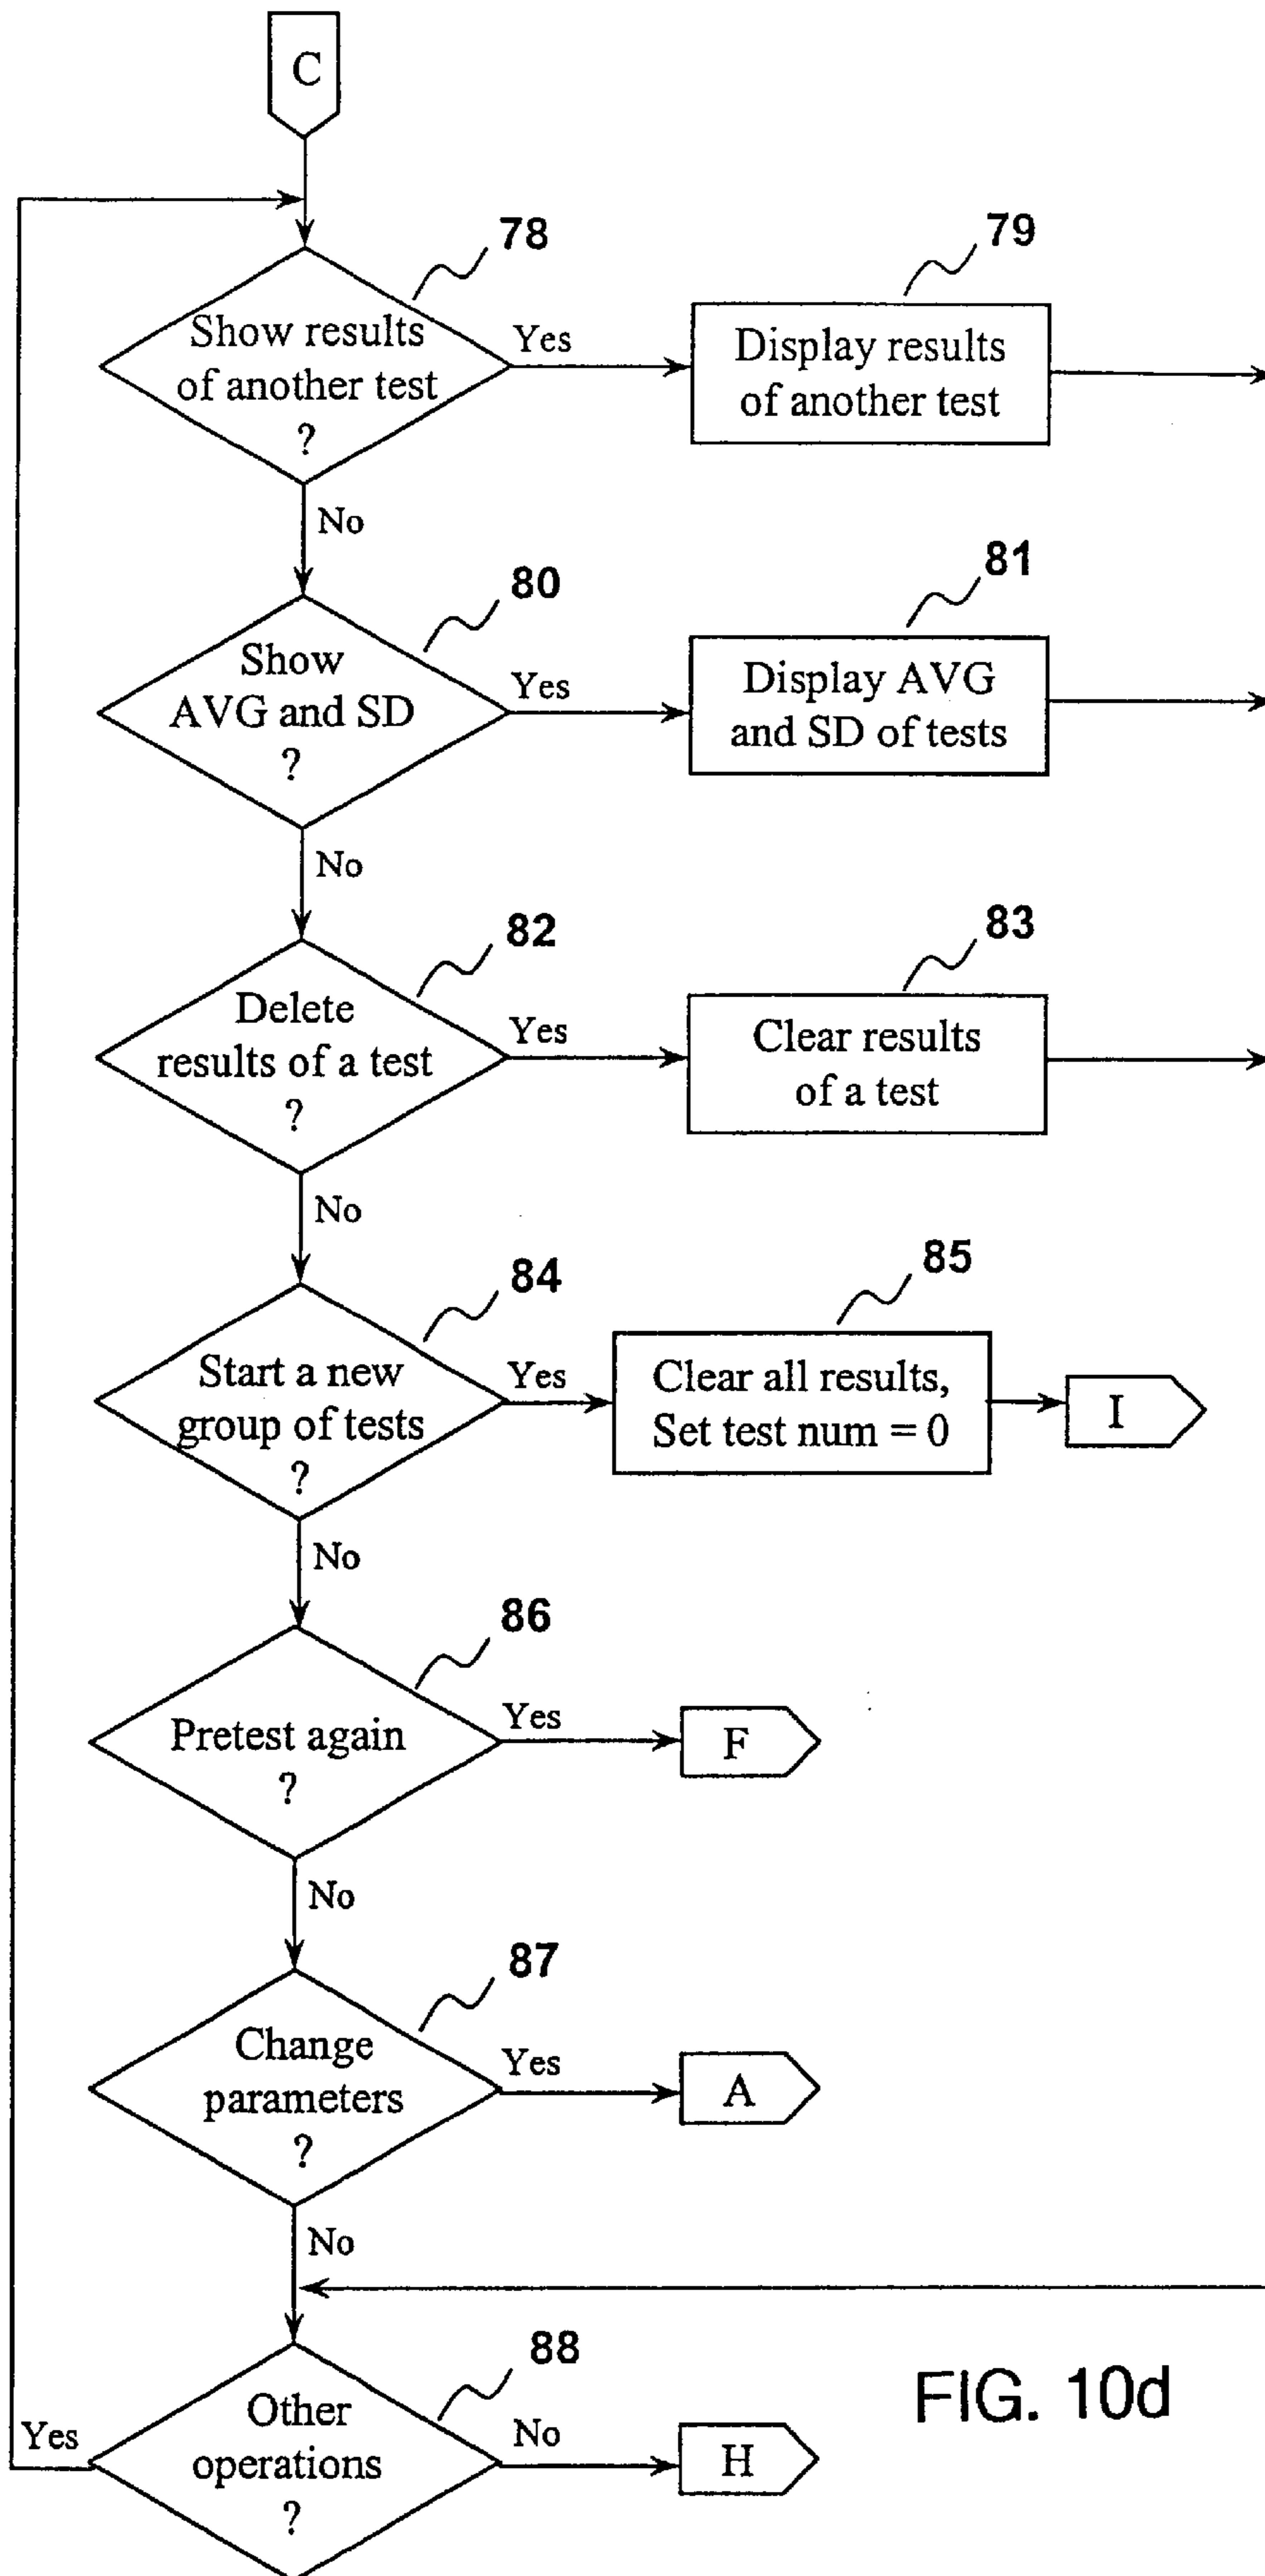 C
78
Show results
of another test
?
Yes
79
Display results
of another test
No
80
Show
AVG and SD
?
Yes
81
Display AVG
and SD of tests
No
82
Delete
results of a test
?
Yes
83
Clear results
of a test
No
84
Start a new
group of tests
?
Yes
85
Clear all results,
Set test num = 0
I
No
86
Pretest again
?
Yes
F
No
87
Change
parameters
?
Yes
A
No
88
Other
operations
?
Yes
No
H
FIG. 10d